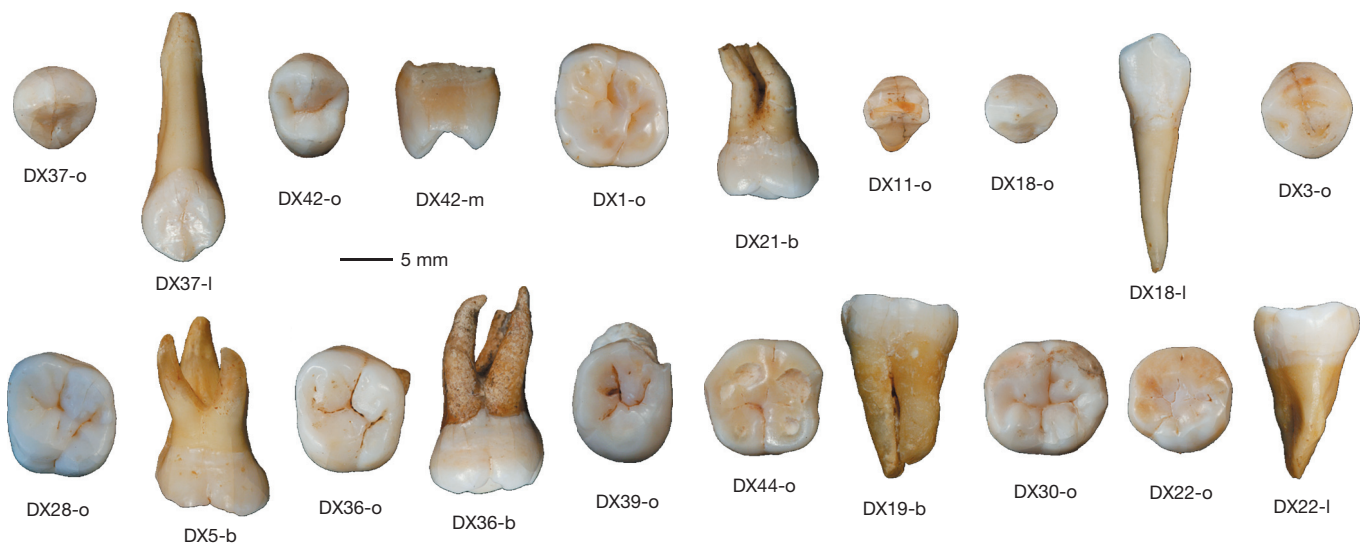 DX37-o
DX37-l
DX42-o
DX42-m
DX1-o
DX21-b
DX11-o
DX18-o
DX18-l
DX3-o
5 mm
DX28-o
DX5-b
DX36-o
DX36-b
DX39-o
DX44-o
DX19-b
DX30-o
DX22-o
DX22-l